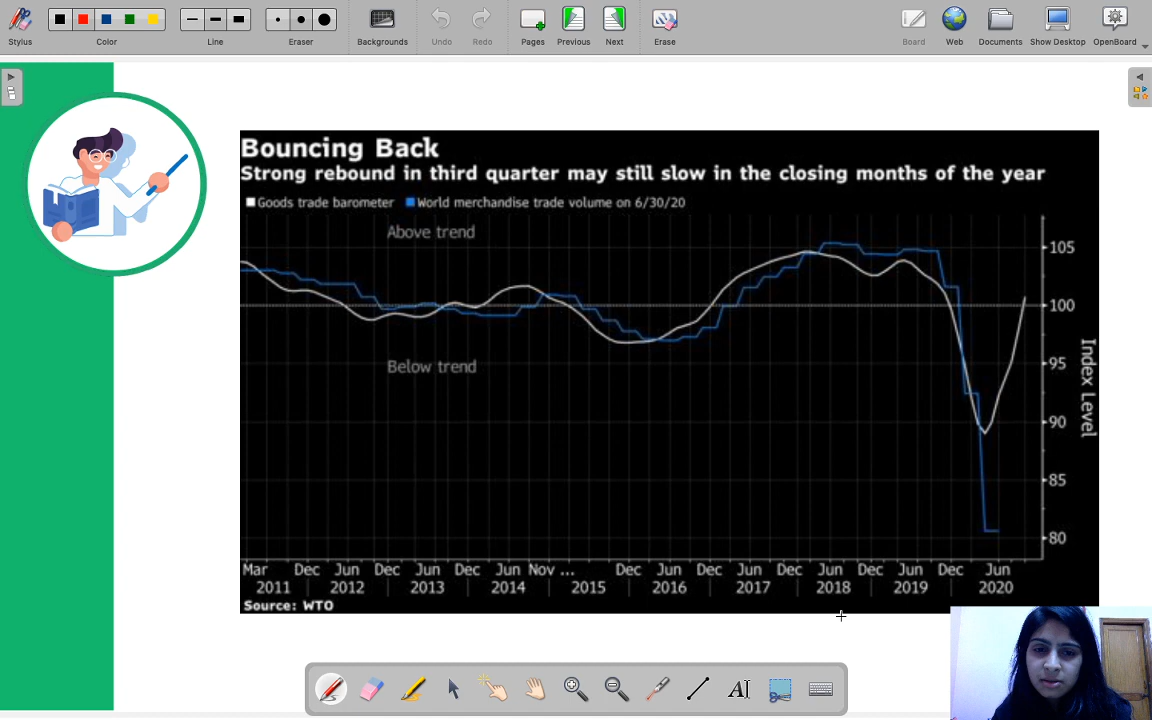 Stylus
Color
Line
Eraser
Backgrounds
Undo
Redo
Pages
Previous
Next
Erase
Board
Web
Documents
Show Desktop
OpenBoard
Bouncing Back
Strong rebound in third quarter may still slow in the closing months of the year
Goods trade barometer World merchandise trade volume on 6/30/20
Above trend
105
100
Below trend
95
90
85
80
Index Level
Mar Dec Jun Dec Jun Dec Jun Nov ... Dec Jun Dec Jun Dec Jun Dec Jun Dec Jun
2011 2012 2013 2014 2015 2016 2017 2018 2019 2020
Source: WTO
AI